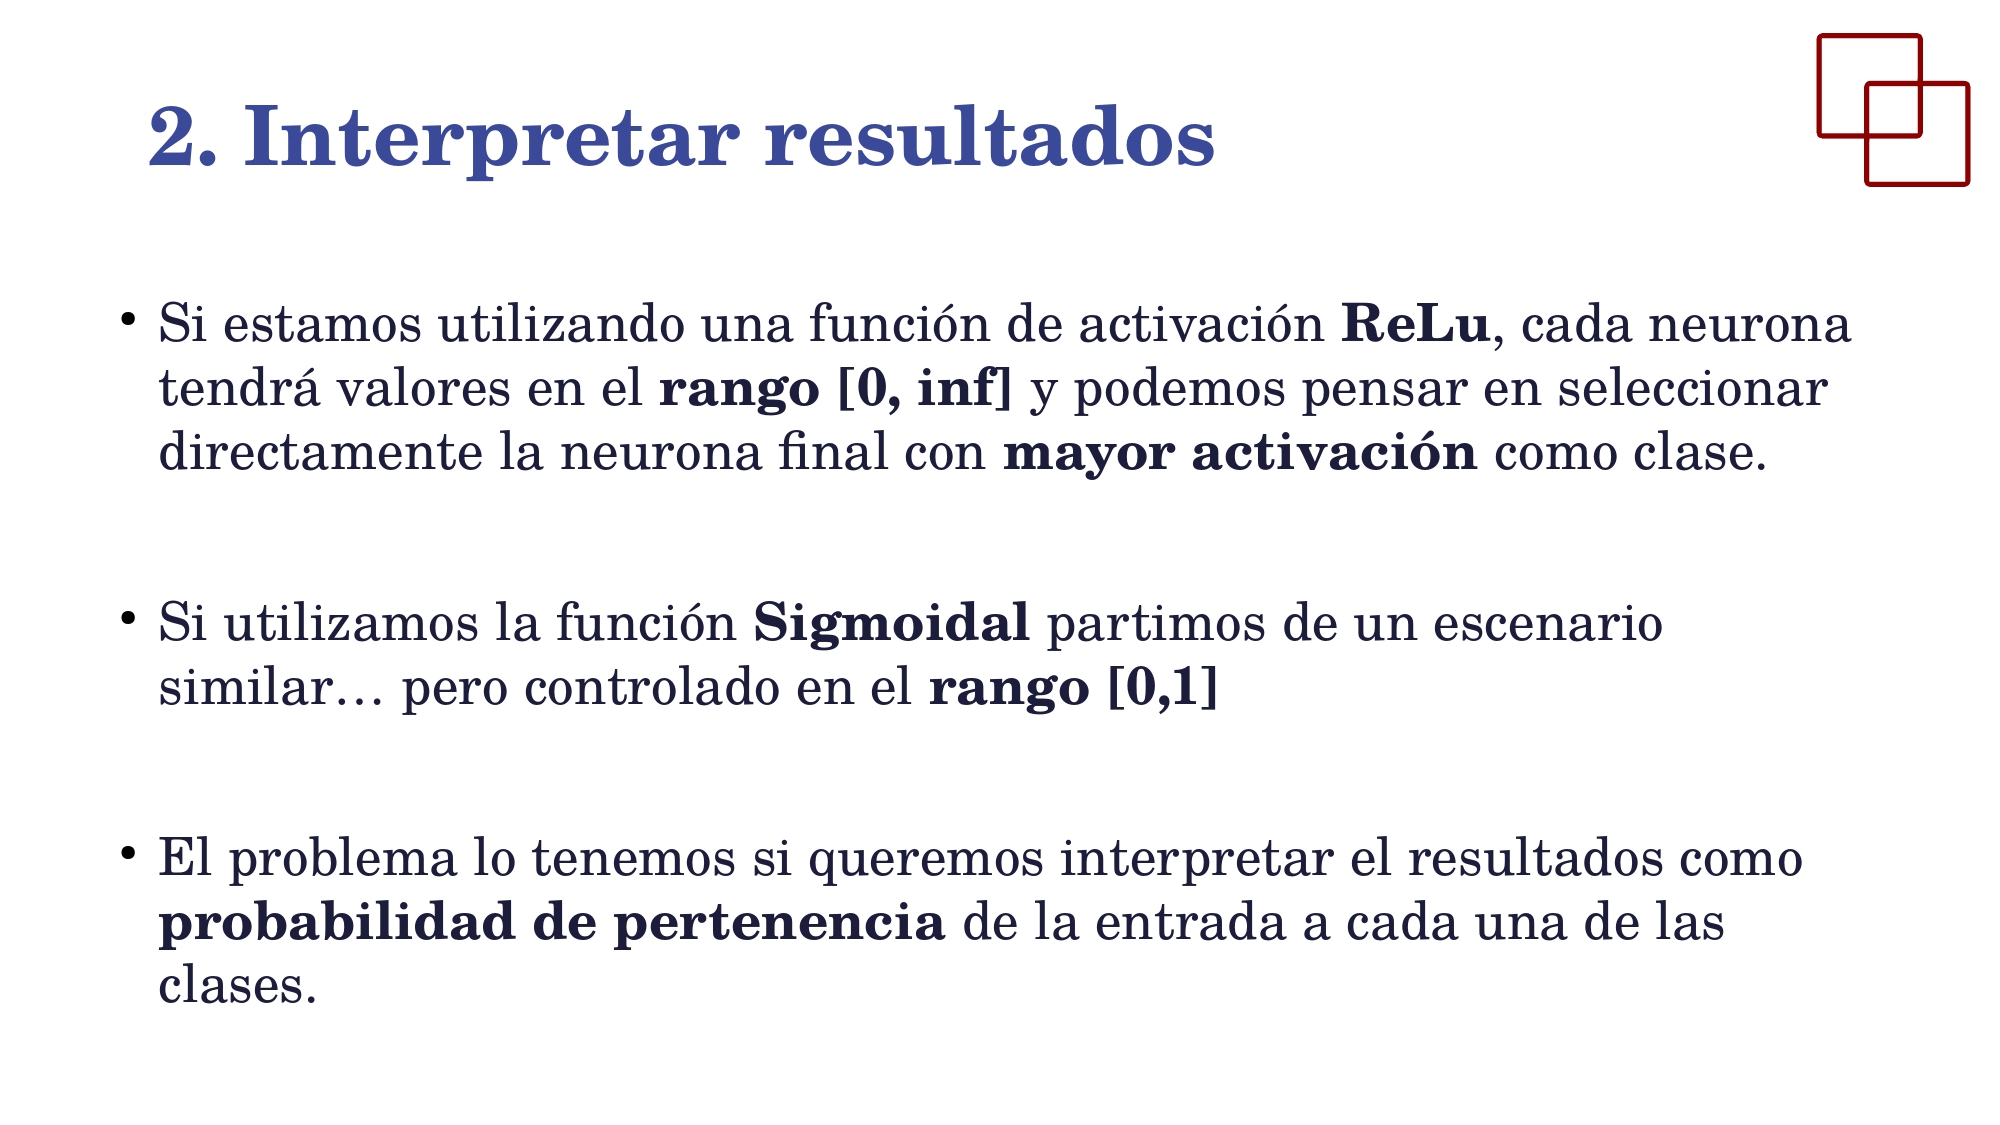 2. Interpretar resultados
• Si estamos utilizando una función de activación ReLu, cada neurona
tendrá valores en el rango [0, inf] y podemos pensar en seleccionar
directamente la neurona final con mayor activación como clase.
• Si utilizamos la función Sigmoidal partimos de un escenario
similar… pero controlado en el rango [0,1]
• El problema lo tenemos si queremos interpretar el resultados como
probabilidad de pertenencia de la entrada a cada una de las
clases.